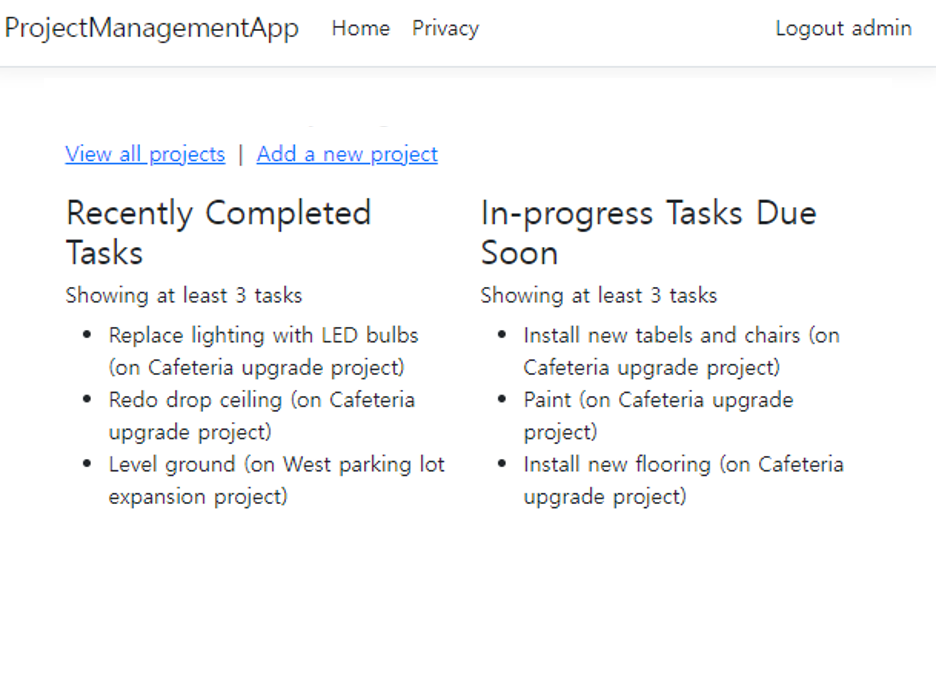 ProjectManagementApp Home Privacy Logout admin
View all projects | Add a new project
Recently Completed
Tasks
Showing at least 3 tasks
• Replace lighting with LED bulbs
(on Cafeteria upgrade project)
• Redo drop ceiling (on Cafeteria
upgrade project)
• Level ground (on West parking lot
expansion project)
In-progress Tasks Due
Soon
Showing at least 3 tasks
• Install new tabels and chairs (on
Cafeteria upgrade project)
• Paint (on Cafeteria upgrade
project)
• Install new flooring (on Cafeteria
upgrade project)